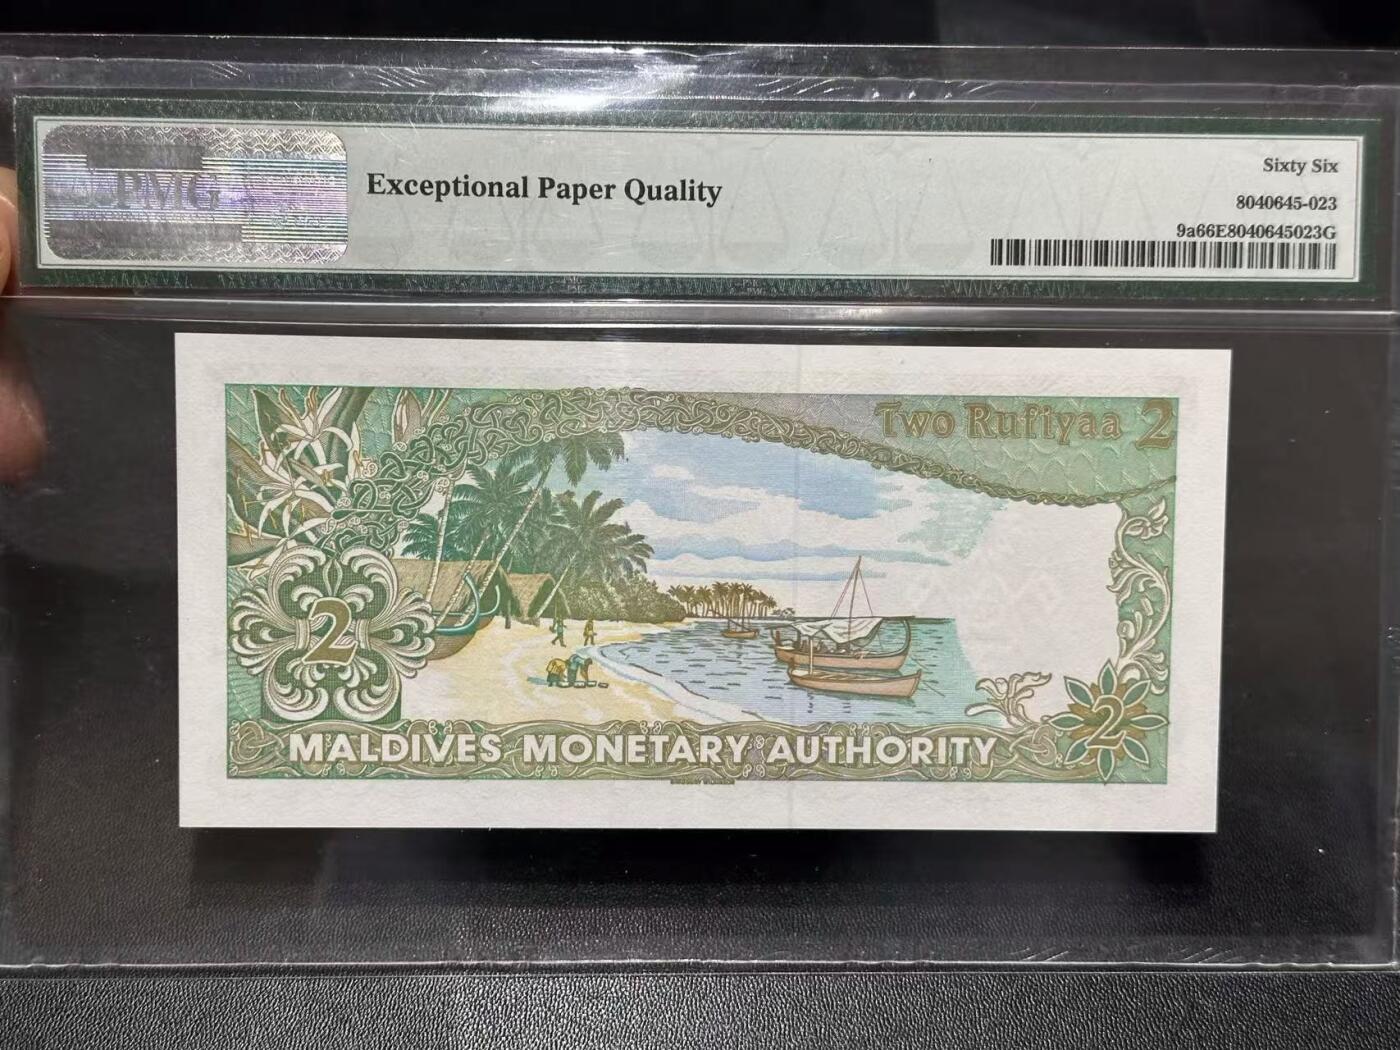 PMG
Exceptional Paper Quality
Sixty Six
8040645-023
9a66E8040645023G
Two Rufiyaa 2
2
2
MALDIVES MONETARY AUTHORITY